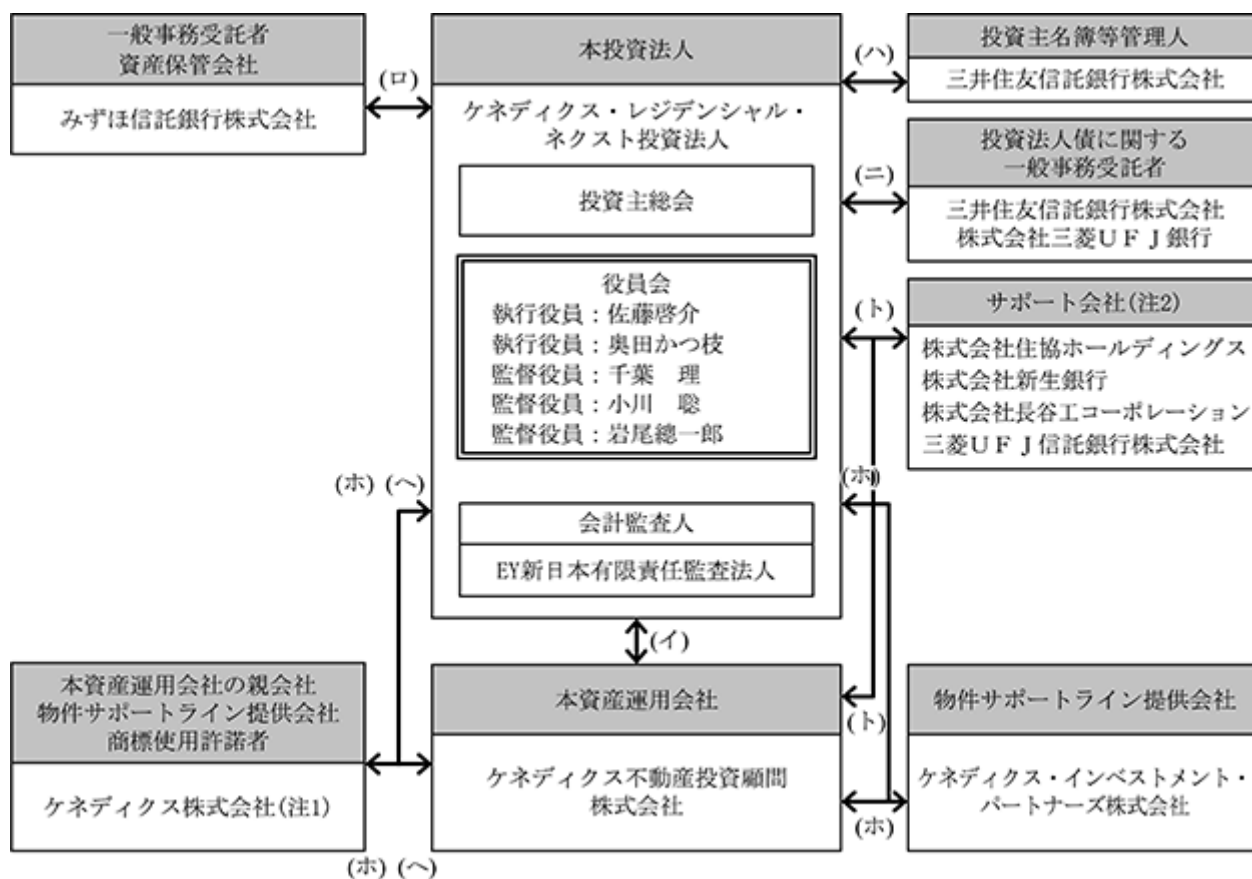 一般事務受託者
資産保管会社
みずほ信託銀行株式会社
(ロ)
本投資法人
ケネディクス・レジデンシャル・
ネクスト投資法人
投資主総会
役員会
執行役員：佐藤啓介
執行役員：奥田かつ枝
監督役員：千葉　理
監督役員：小川　聡
監督役員：岩尾總一郎
会計監査人
EY新日本有限責任監査法人
(ハ)
投資主名簿等管理人
三井住友信託銀行株式会社
(ニ)
投資法人債に関する
一般事務受託者
三井住友信託銀行株式会社
株式会社三菱ＵＦＪ銀行
(ト)
サポート会社(注2)
株式会社住協ホールディングス
株式会社新生銀行
株式会社長谷工コーポレーション
三菱ＵＦＪ信託銀行株式会社
(ホ) (ヘ)
(ホ)
(イ)
本資産運用会社の親会社
物件サポートライン提供会社
商標使用許諾者
ケネディクス株式会社(注1)
(ホ) (ヘ)
本資産運用会社
ケネディクス不動産投資顧問
株式会社
(ト)
(ホ)
物件サポートライン提供会社
ケネディクス・インベストメント・
パートナーズ株式会社